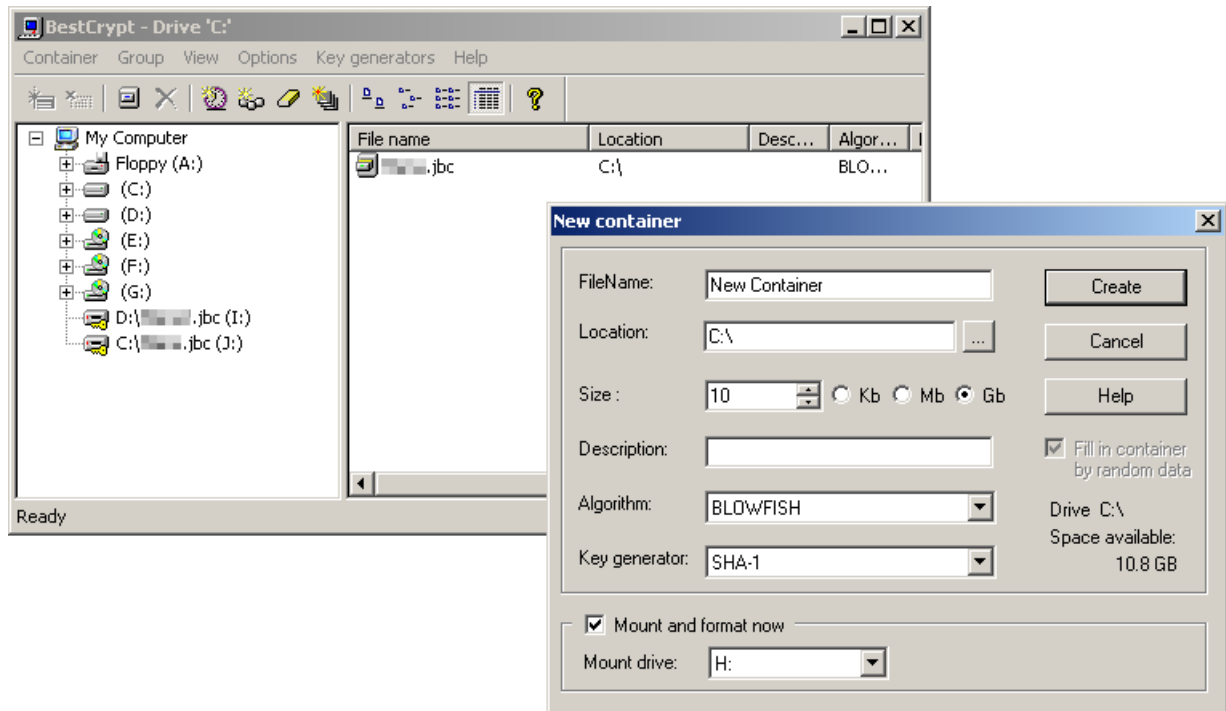 BestCrypt - Drive 'C:'
Container Group View Options Key generators Help
My Computer
Floppy (A:)
(C:)
(D:)
(E:)
(F:)
(G:)
D:\ .jbc (I:)
C:\ .jbc (J:)
File name Location Desc... Algor...
.jbc C:\ BLO...
Ready
New container
FileName: New Container
Create
Location: C:\ ...
Cancel
Size : 10 Kb Mb Gb
Help
Description:
Fill in container
by random data
Algorithm: BLOWFISH
Drive C:\
Space available:
10.8 GB
Key generator: SHA-1
Mount and format now
Mount drive: H: